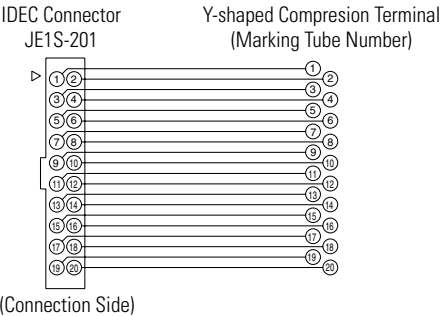 IDEC Connector
JE1S-201
Y-shaped Compresion Terminal
(Marking Tube Number)
1 2 1 2
3 4 3 4
5 6 5 6
7 8 7 8
9 10 9 10
11 12 11 12
13 14 13 14
15 16 15 16
17 18 17 18
19 20 19 20
(Connection Side)